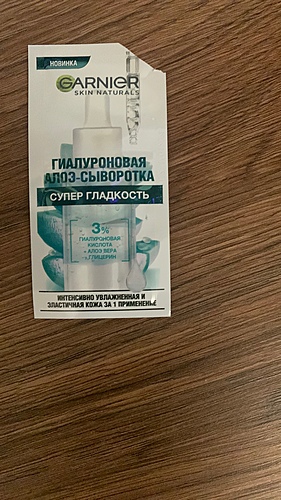 НОВИНКА
GARNIER
SKIN NATURALS
ГИАЛУРОНОВАЯ
АЛОЭ-СЫВОРОТКА
СУПЕР ГЛАДКОСТЬ
3%
ГИАЛУРОНОВАЯ
КИСЛОТА
+ АЛОЭ ВЕРА
+ ГЛИЦЕРИН
ИНТЕНСИВНО УВЛАЖНЕННАЯ И
ЭЛАСТИЧНАЯ КОЖА ЗА 1 ПРИМЕНЕНИЕ